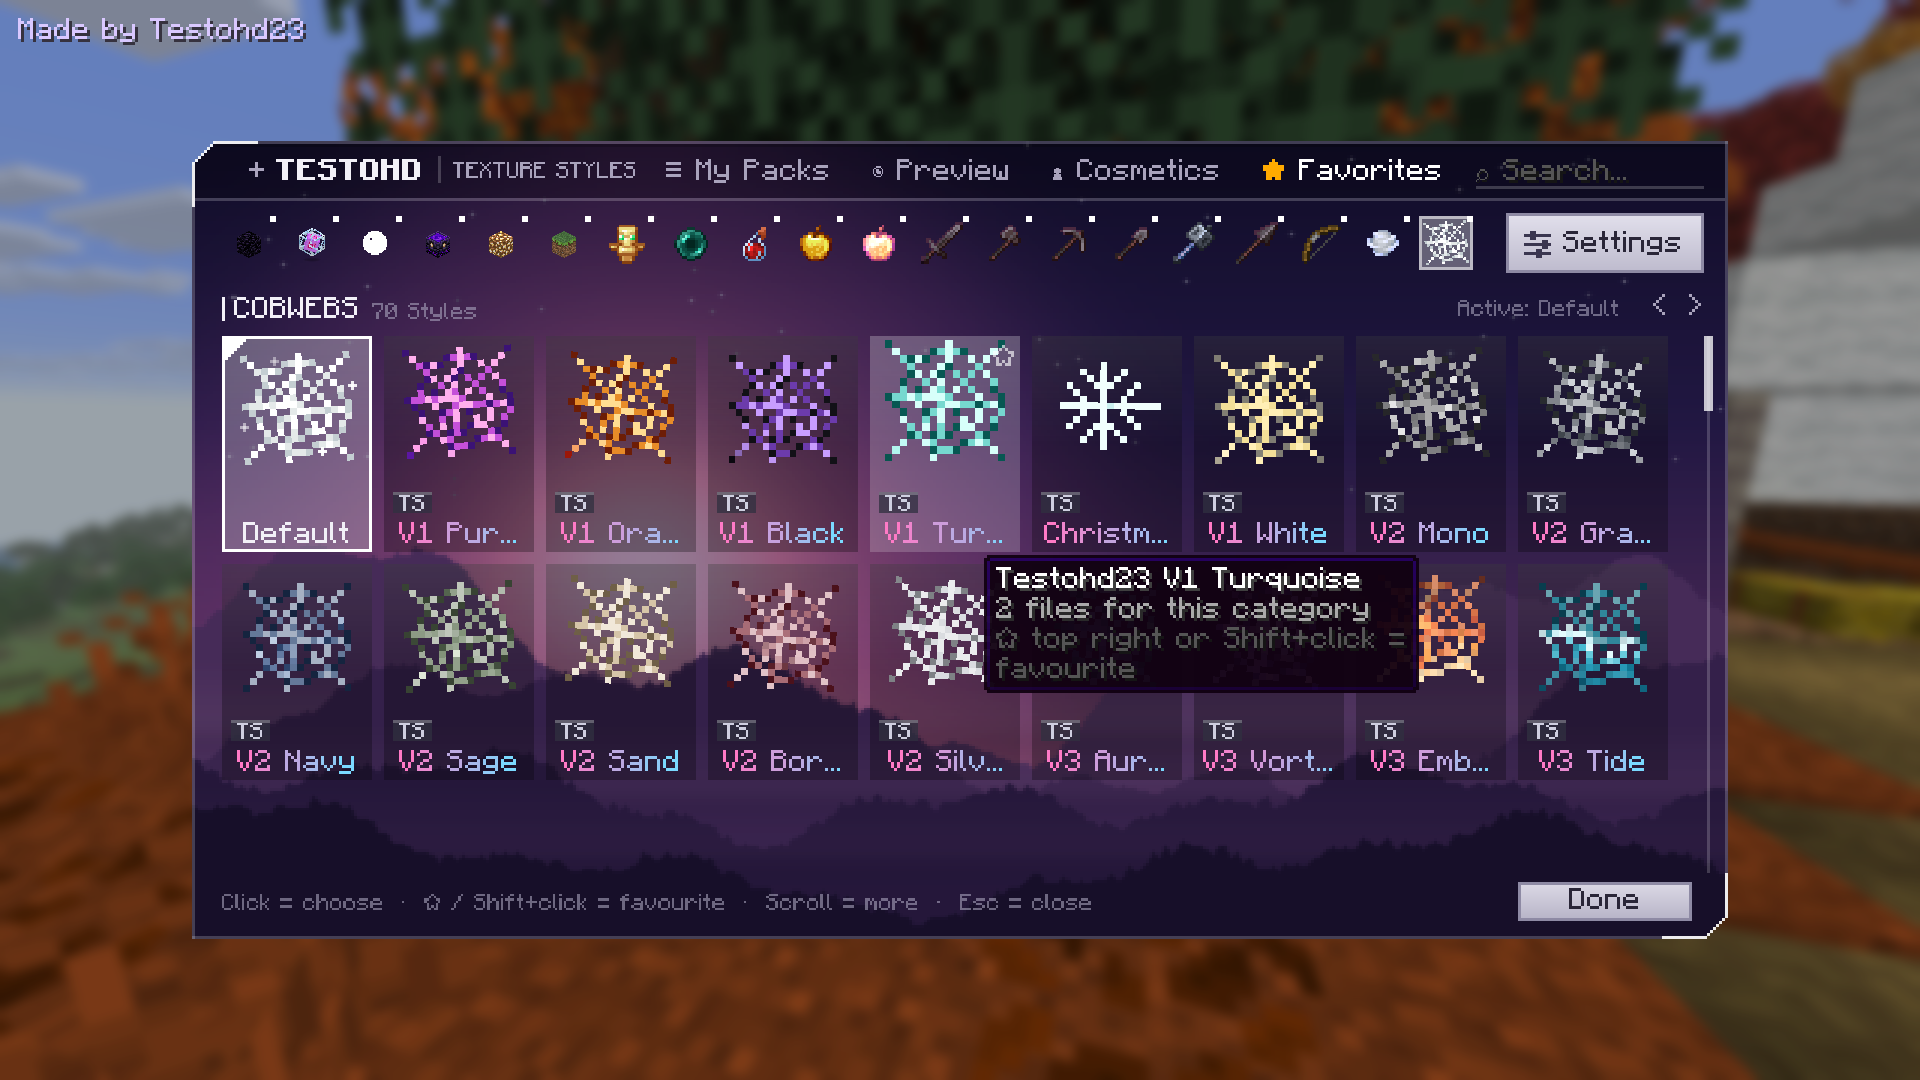 Made by Testohd23
+ TESTOHD | TEXTURE STYLES
My Packs
Preview
Cosmetics
Favorites
Search...
Settings
COBWEBS 70 Styles
Active: Default < >
Default
TS
V1 Pur...
TS
V1 Ora...
TS
V1 Black
TS
V1 Tur...
TS
Christm...
TS
V1 White
TS
V2 Mono
TS
V2 Gra...
Testohd23 V1 Turquoise
2 files for this category
☆ top right or Shift+click =
favourite
TS
V2 Navy
TS
V2 Sage
TS
V2 Sand
TS
V2 Bor...
TS
V2 Silv...
TS
V3 Aur...
TS
V3 Vort...
TS
V3 Emb...
TS
V3 Tide
Click = choose · ☆ / Shift+click = favourite · Scroll = more · Esc = close
Done